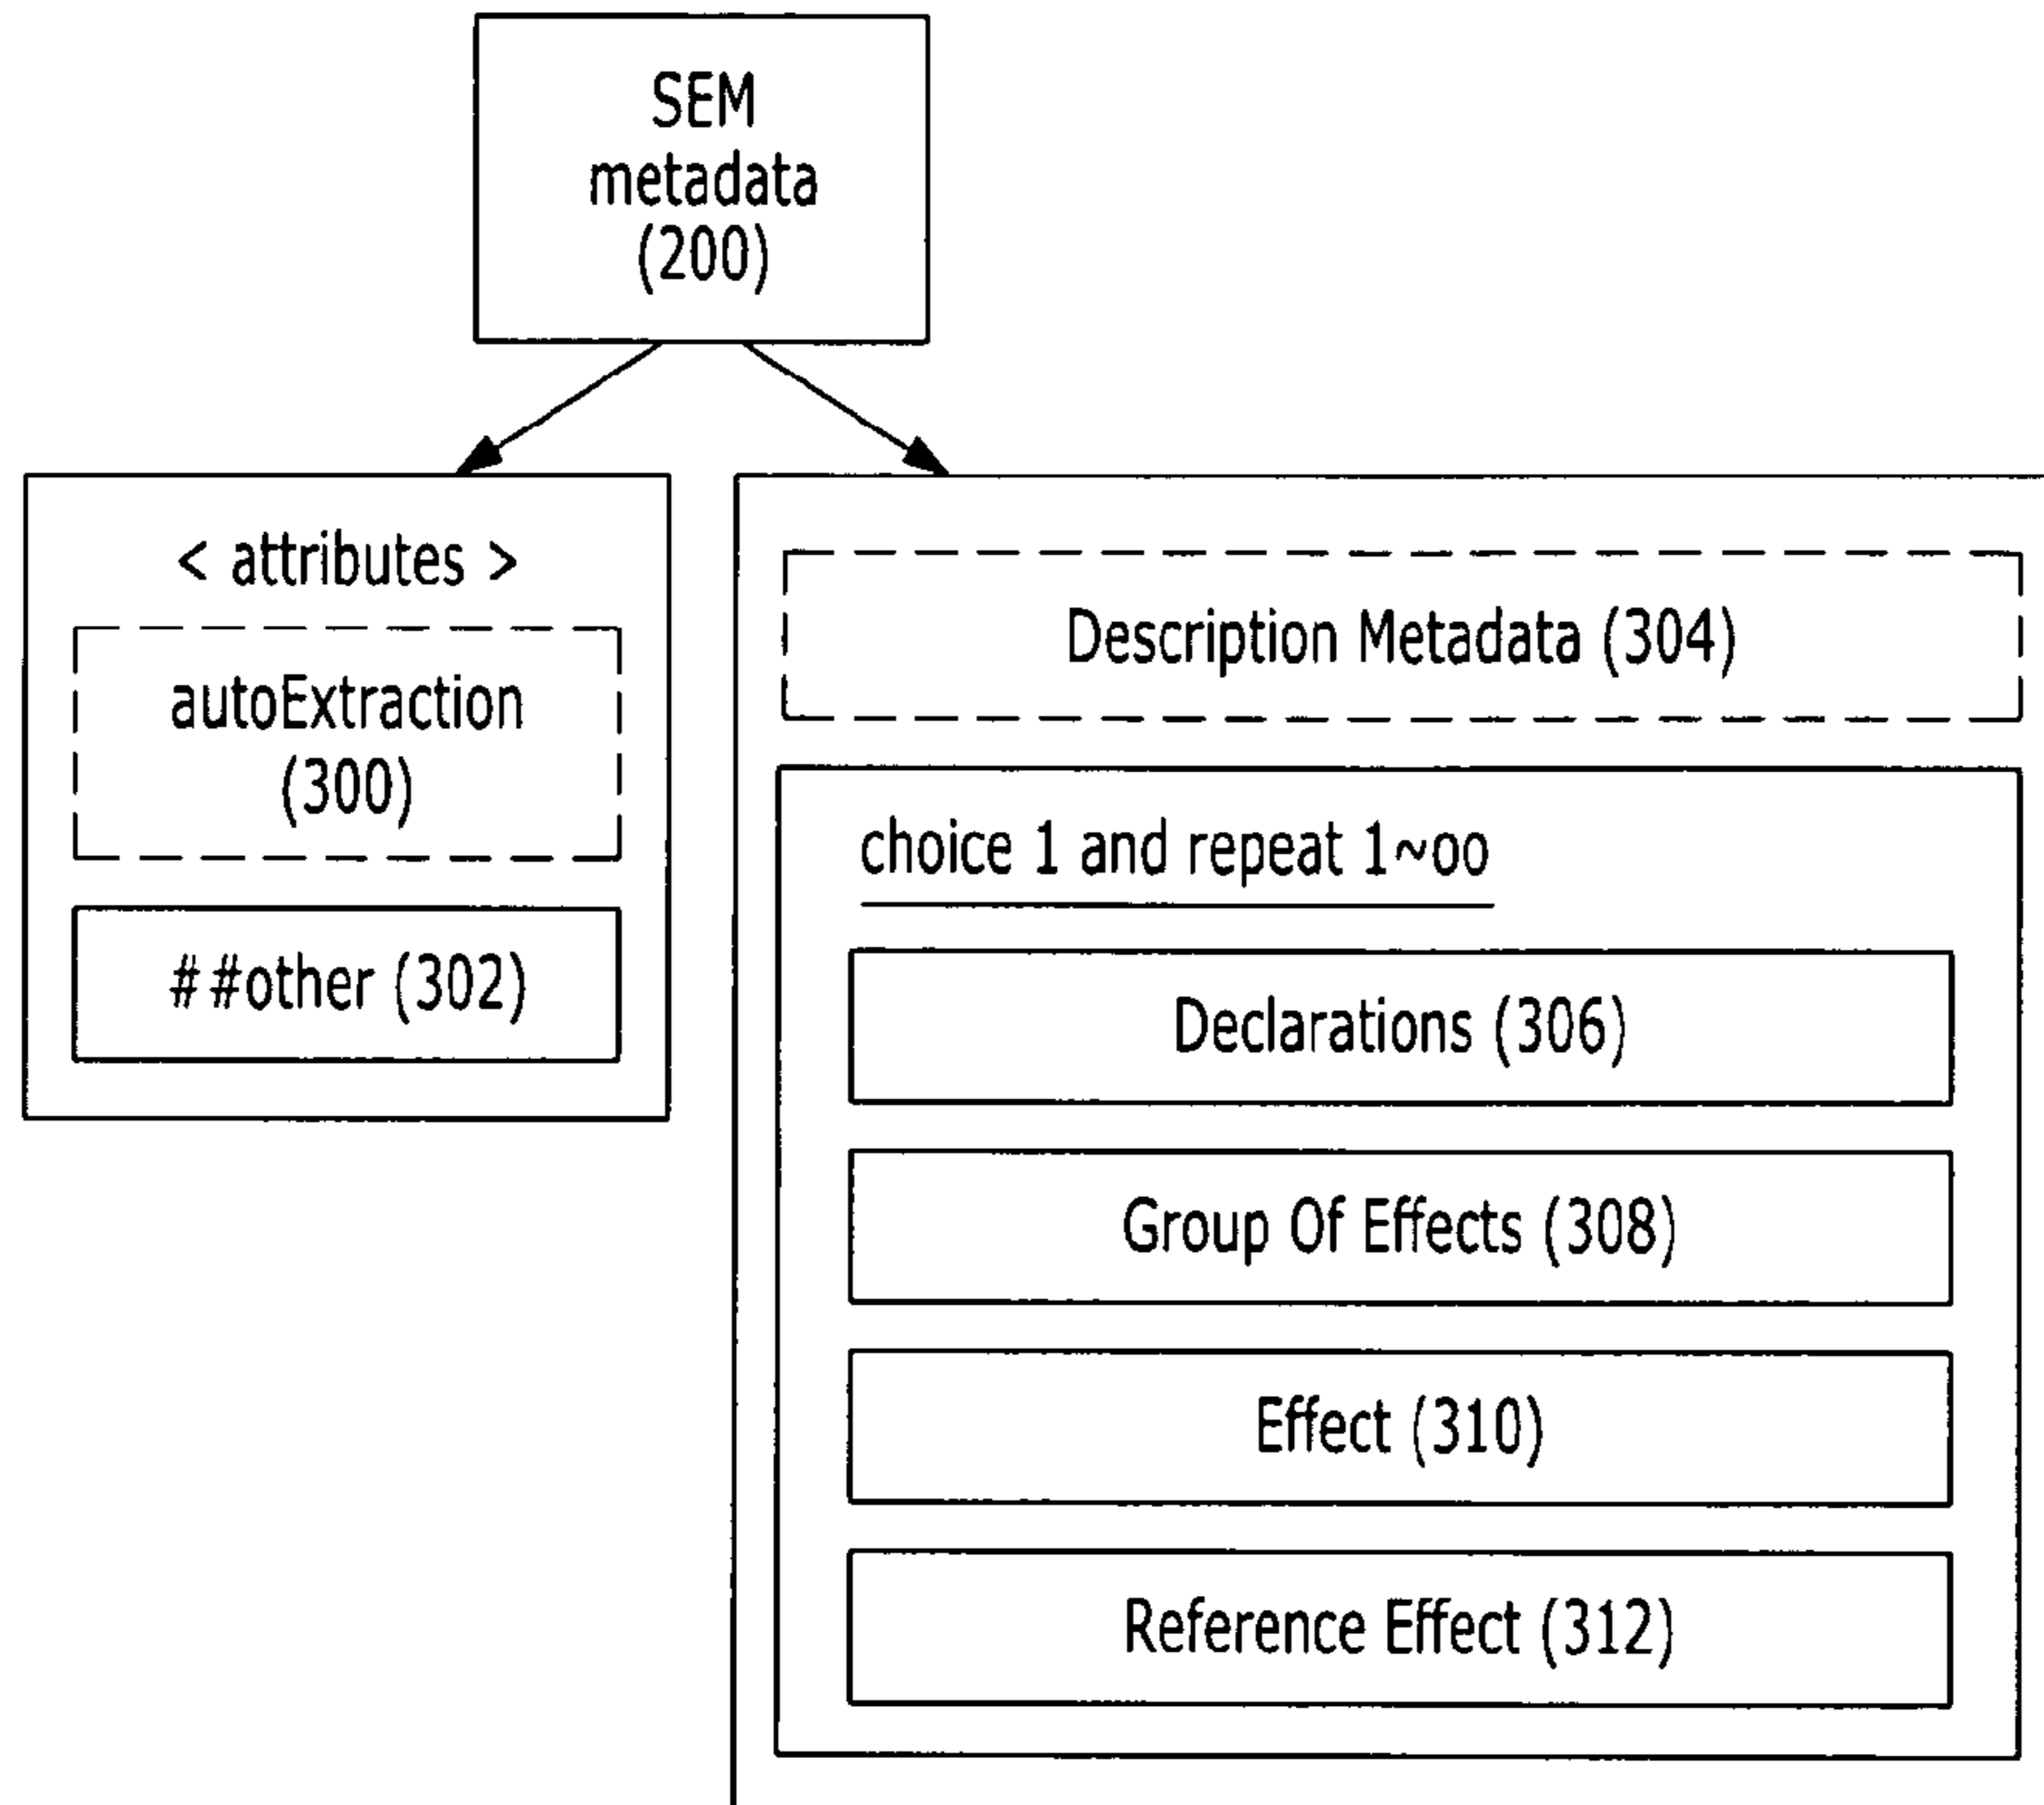 SEM
metadata
(200)
< attributes >
autoExtraction
(300)
##other (302)
Description Metadata (304)
choice 1 and repeat 1~oo
Declarations (306)
Group Of Effects (308)
Effect (310)
Reference Effect (312)